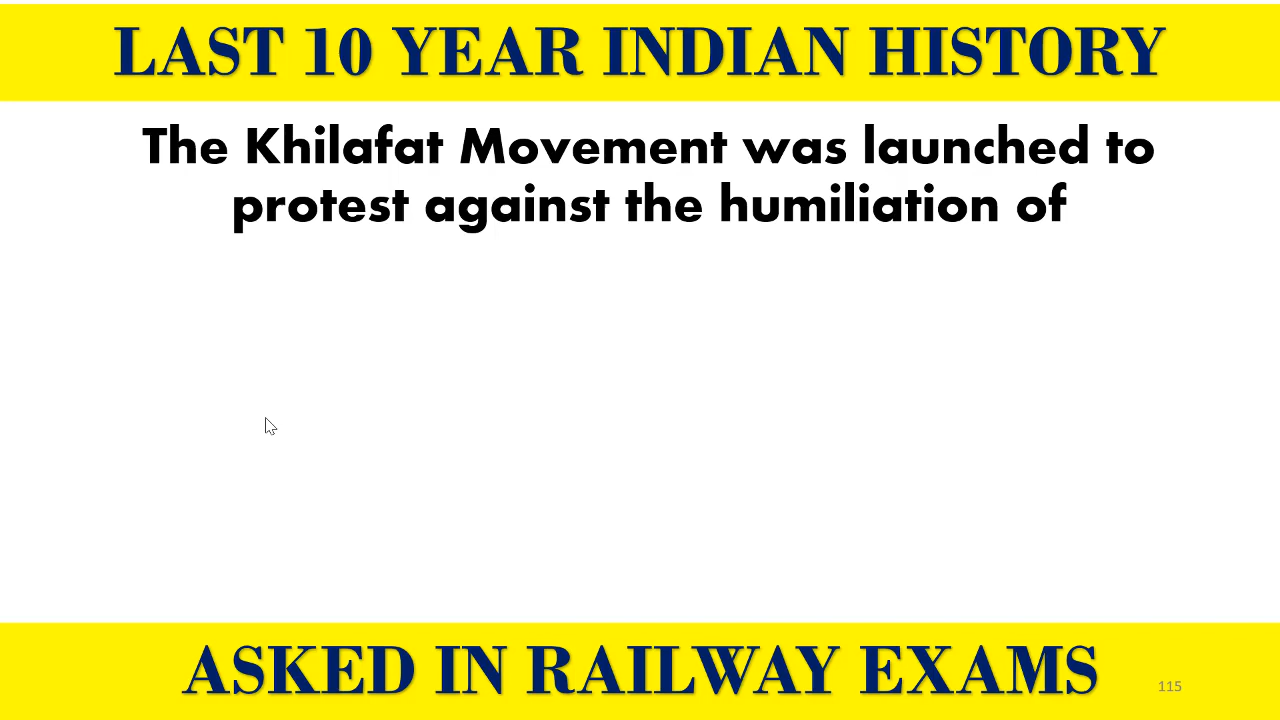 LAST 10 YEAR INDIAN HISTORY
The Khilafat Movement was launched to
protest against the humiliation of
ASKED IN RAILWAY EXAMS
115